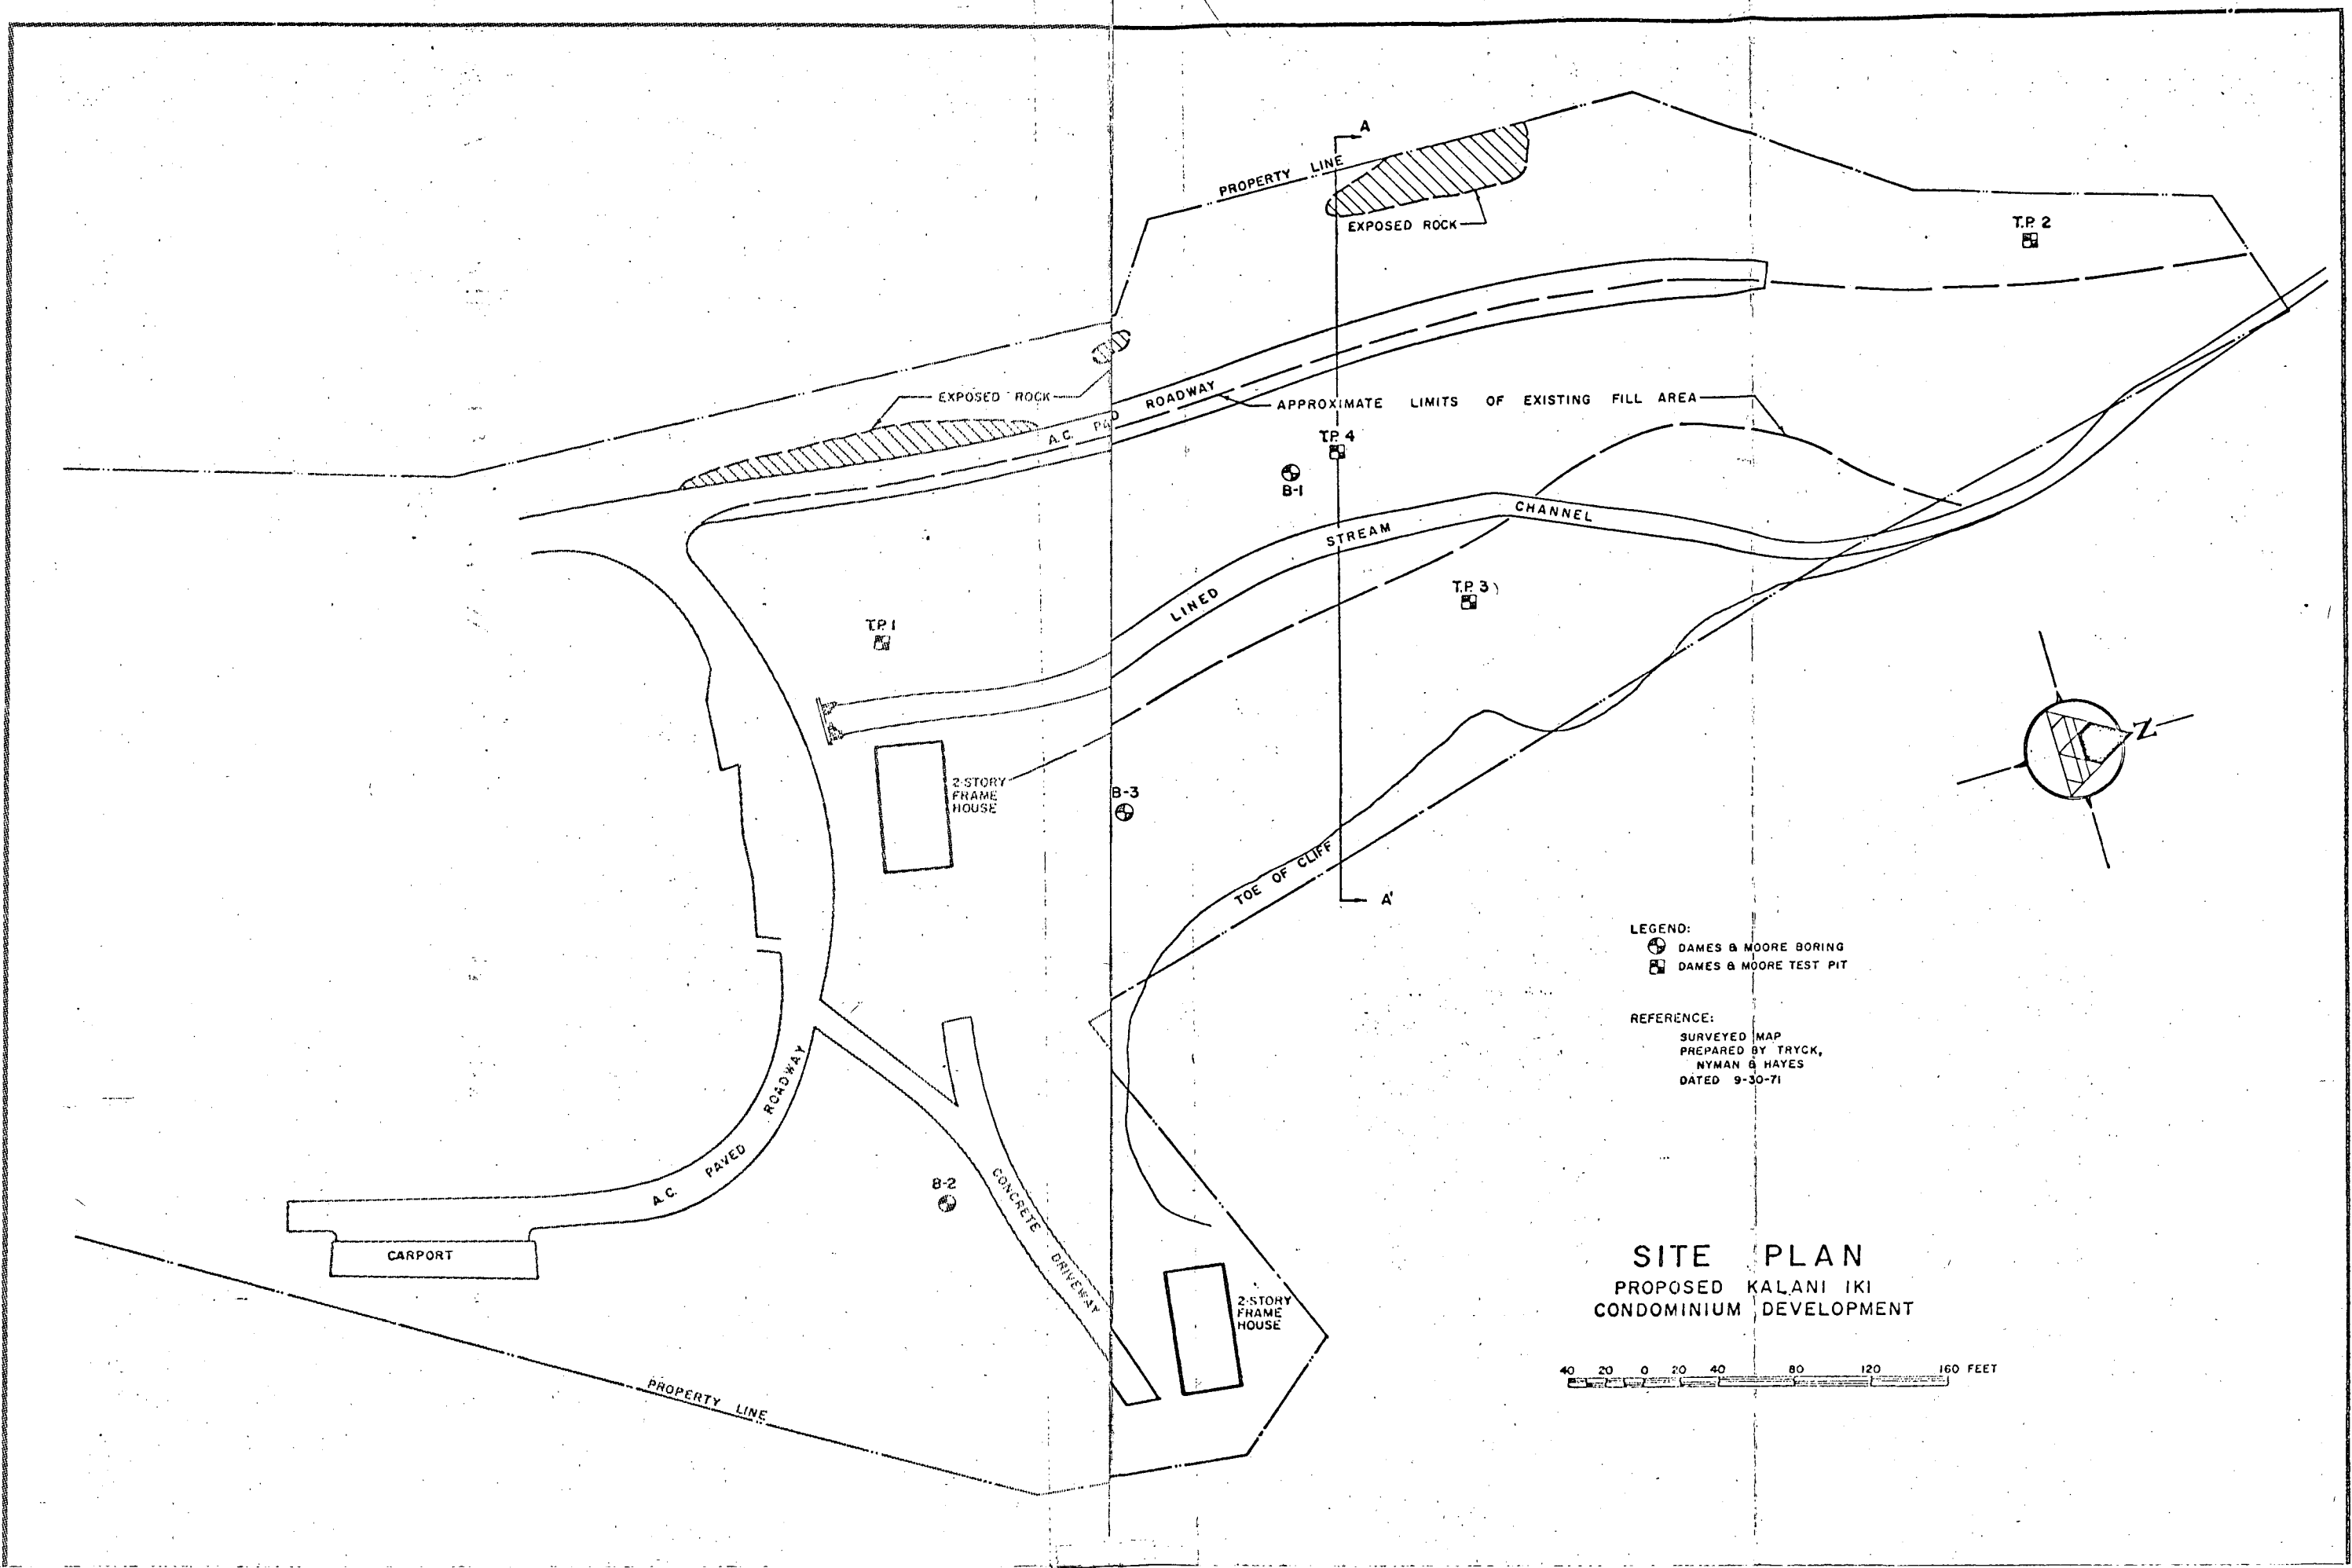 A
PROPERTY LINE
EXPOSED ROCK
T.P. 2
EXPOSED ROCK
A.C. PA D ROADWAY
APPROXIMATE LIMITS OF EXISTING FILL AREA
T.P. 4
B-1
LINED STREAM CHANNEL
T.P. 3
T.P. 1
N
2-STORY
FRAME
HOUSE
B-3
TOE OF CLIFF
A'
LEGEND:
DAMES & MOORE BORING
DAMES & MOORE TEST PIT
REFERENCE:
SURVEYED MAP
PREPARED BY TRYCK,
NYMAN & HAYES
DATED 9-30-71
A.C. PAVED ROADWAY
B-2
CONCRETE DRIVEWAY
CARPORT
2-STORY
FRAME
HOUSE
PROPERTY LINE
SITE PLAN
PROPOSED KALANI IKI
CONDOMINIUM DEVELOPMENT
40 20 0 20 40 80 120 160 FEET